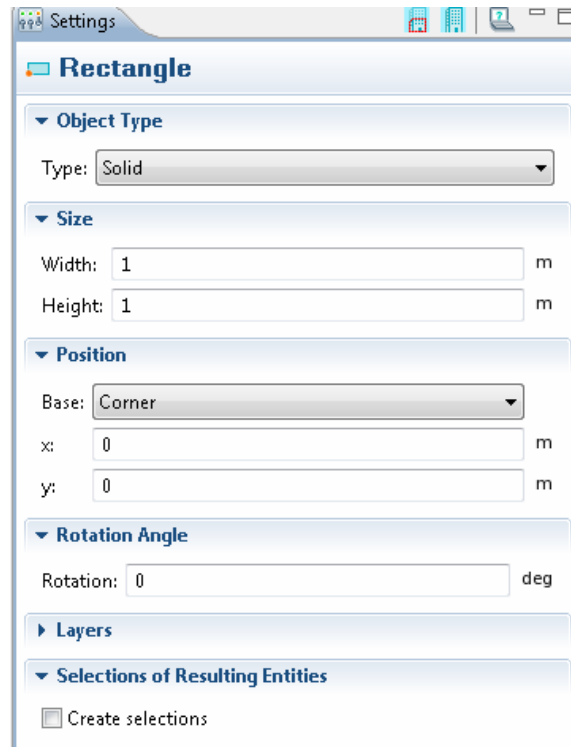 Settings
Rectangle
Object Type
Type: Solid
Size
Width: 1 m
Height: 1 m
Position
Base: Corner
x: 0 m
y: 0 m
Rotation Angle
Rotation: 0 deg
Layers
Selections of Resulting Entities
Create selections